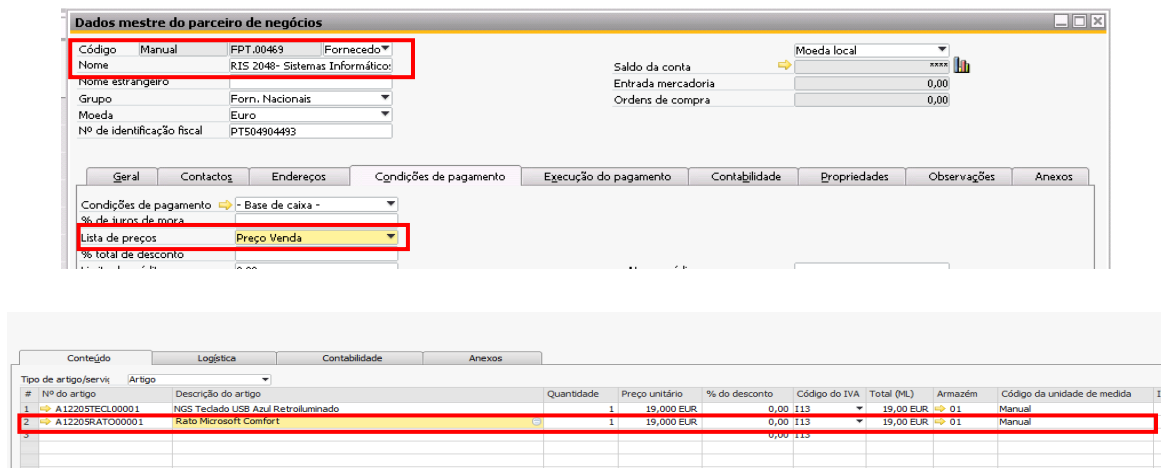 Dados mestre do parceiro de negócios
Código Manual FPT.00469 Fornecedo Moeda local
Nome RIS 2048- Sistemas Informático: Saldo da conta ****
Nome estrangeiro Entrada mercadoria 0,00
Grupo Forn. Nacionais Ordens de compra 0,00
Moeda Euro
Nº de identificação fiscal PT504904493
Geral Contactos Endereços Condições de pagamento Execução do pagamento Contabilidade Propriedades Observações Anexos
Condições de pagamento - Base de caixa -
% de juros de mora
Lista de preços Preço Venda
% total de desconto
Conteúdo Logística Contabilidade Anexos
Tipo de artigo/serviç Artigo
# Nº do artigo Descrição do artigo Quantidade Preço unitário % do desconto Código do IVA Total (ML) Armazém Código da unidade de medida
1 A12205TECL00001 NGS Teclado USB Azul Retroiluminado 1 19,000 EUR 0,00 I13 19,00 EUR 01 Manual
2 A12205RATO00001 Rato Microsoft Comfort 1 19,000 EUR 0,00 I13 19,00 EUR 01 Manual
3 0,00 I13